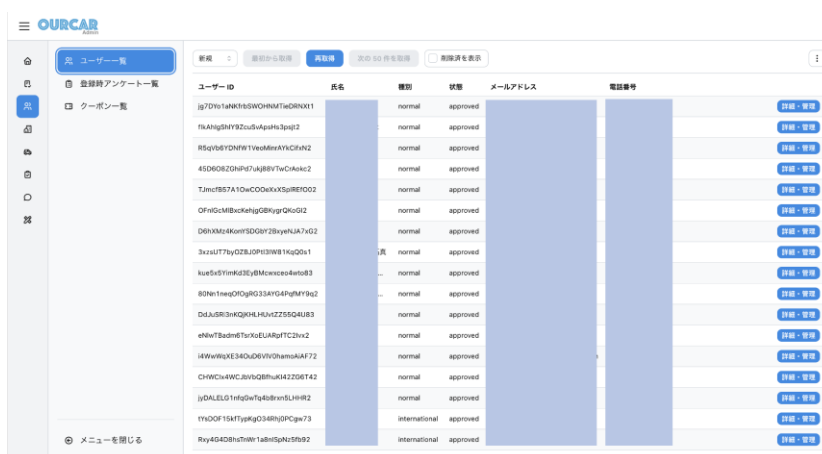 OURCAR
Admin
ユーザー一覧
登録時アンケート一覧
クーポン一覧
メニューを閉じる
新規 最初から取得 再取得 次の 50 件を取得 削除済を表示
ユーザー ID 氏名 種別 状態 メールアドレス 電話番号
jg7DYo1aNKfrbSWOHNMTieDRNXt1 normal approved 詳細・管理
normal approved 詳細・管理
R5qVb6YDNfW1VeoMinrAYkCifxN2 normal approved 詳細・管理
45D6O8ZGhiPd7ukj88VTwCrAokc2 normal approved 詳細・管理
TJmcfB57A1OwCOOeXxXSplREfO02 normal approved 詳細・管理
OFnIGcMIBxcKehjgGBKygrQKoGI2 normal approved 詳細・管理
D6hXMz4KonYSDGbY2BxyeNJA7xG2 normal approved 詳細・管理
3xzsUT7byOZBJ0PtI3IW81KqQ0s1 真 normal approved 詳細・管理
kue5x5YimKd3EyBMcwxceo4wto83 ... normal approved 詳細・管理
80Nn1neqOfOgRG33AYG4PqfMY9q2 ... normal approved 詳細・管理
DdJuSRI3nKQjKHLHUvtZZ55Q4U83 normal approved 詳細・管理
eNlwTBadm6TsrXoEUARpfTC2Ivx2 normal approved 詳細・管理
i4WwWqXE34OuD6VIV0hamoAiAF72 normal approved 詳細・管理
CHWClx4WCJbVbQBfhuKI42ZG6T42 normal approved 詳細・管理
jyDALELG1nfqGwTq4bBrxn5LHHR2 normal approved 詳細・管理
tYsDOF15kfTypKgO34Rhj0PCgw73 international approved 詳細・管理
Rxy4G4D8hsTnWr1a8nISpNz5fb92 international approved 詳細・管理